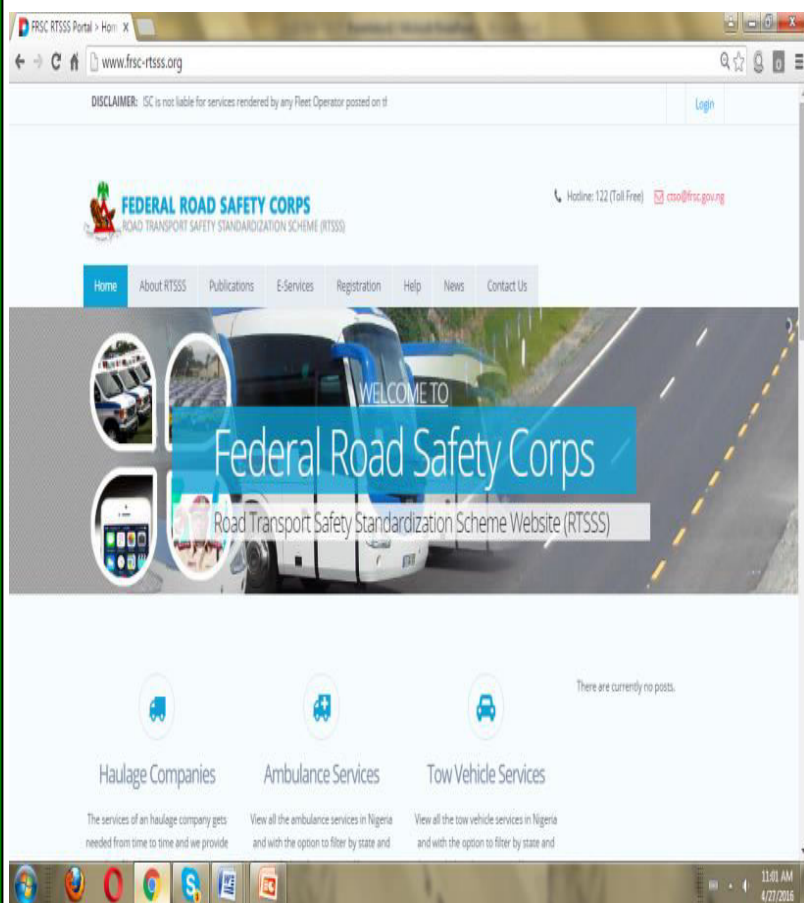 FRSC RTSSS Portal > Hom
www.frsc-rtsss.org
DISCLAIMER: ISC is not liable for services rendered by any Fleet Operator posted on tl
Login
FEDERAL ROAD SAFETY CORPS
ROAD TRANSPORT SAFETY STANDARDIZATION SCHEME (RTSSS)
Hotline: 122 (Toll Free) ctso@frsc.gov.ng
Home About RTSSS Publications E-Services Registration Help News Contact Us
WELCOME TO
Federal Road Safety Corps
Road Transport Safety Standardization Scheme Website (RTSSS)
There are currently no posts.
Haulage Companies
The services of an haulage company gets
needed from time to time and we provide
Ambulance Services
View all the ambulance services in Nigeria
and with the option to filter by state and
Tow Vehicle Services
View all the tow vehicle services in Nigeria
and with the option to filter by state and
11:01 AM
4/27/2016